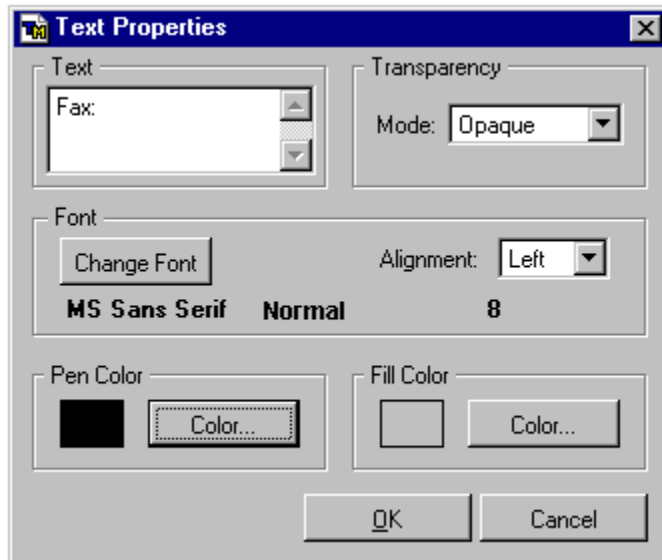 TM Text Properties
Text
Fax:
Transparency
Mode: Opaque
Font
Change Font
Alignment: Left
MS Sans Serif Normal 8
Pen Color
Color...
Fill Color
Color...
OK Cancel